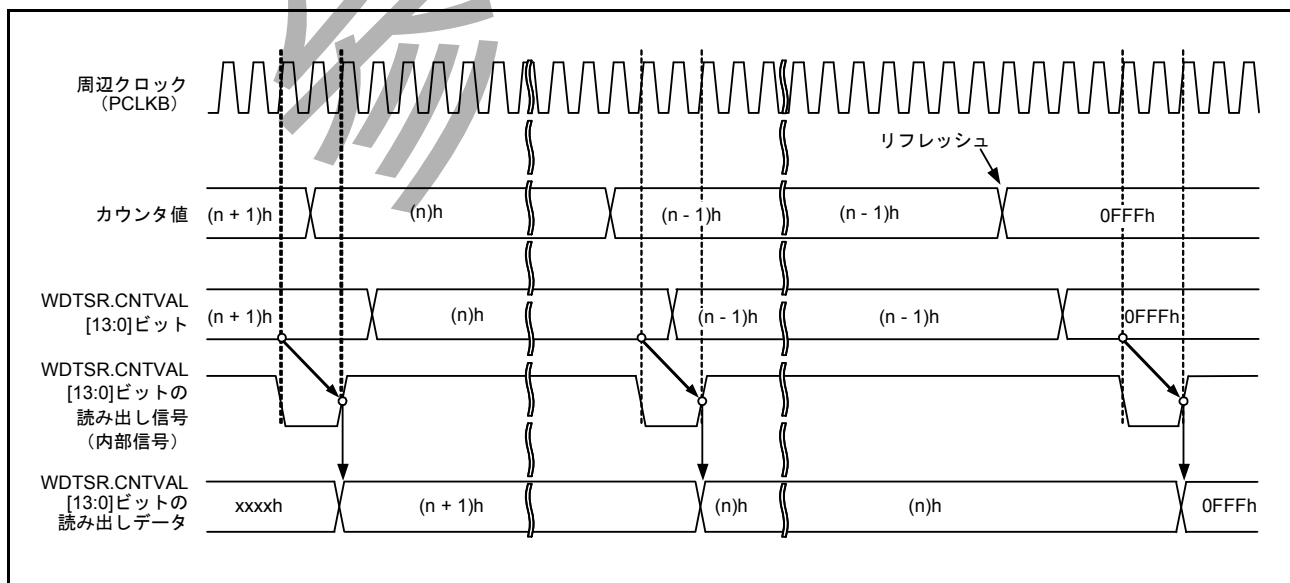 周辺クロック
（PCLKB）
リフレッシュ
カウンタ値
(n + 1)h
(n)h
(n - 1)h
(n - 1)h
0FFFh
WDTSR.CNTVAL
[13:0]ビット
(n + 1)h
(n)h
(n - 1)h
(n - 1)h
0FFFh
WDTSR.CNTVAL
[13:0]ビットの
読み出し信号
（内部信号）
WDTSR.CNTVAL
[13:0]ビットの
読み出しデータ
xxxxh
(n + 1)h
(n)h
(n)h
0FFFh